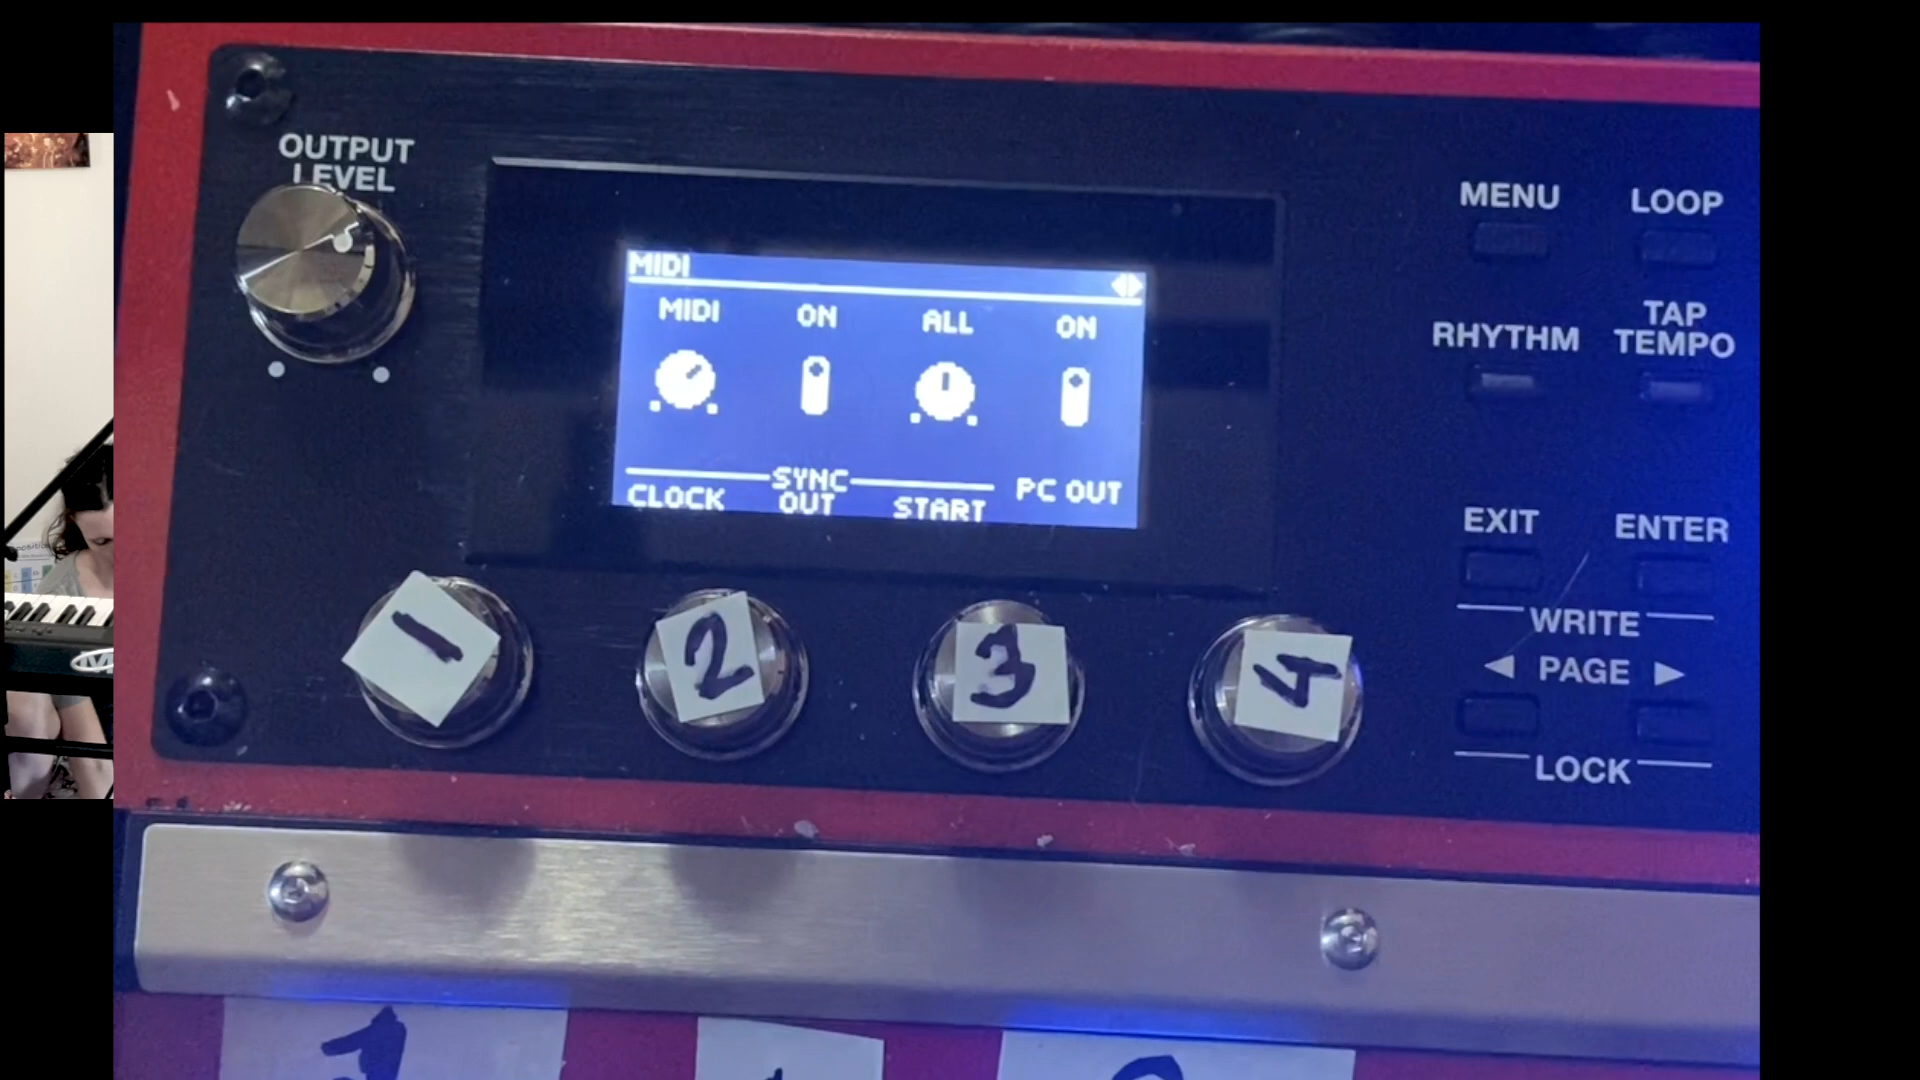 OUTPUT
LEVEL
MENU
LOOP
MIDI
MIDI
ON
ALL
ON
RHYTHM
TAP
TEMPO
SYNC
CLOCK
OUT
START
PC OUT
EXIT
ENTER
WRITE
PAGE
LOCK
1
2
3
4